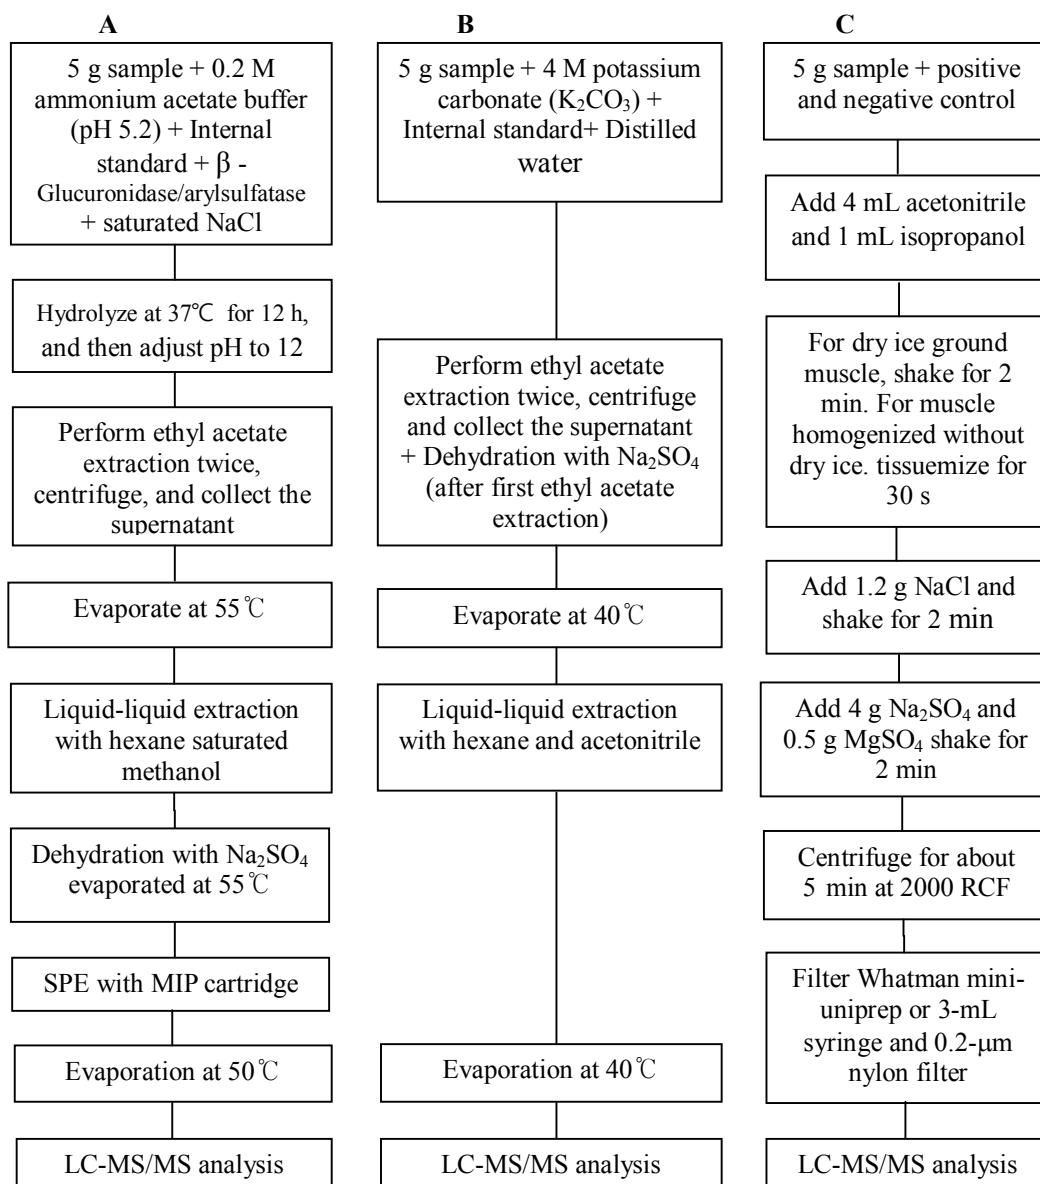 A
5 g sample + 0.2 M
ammonium acetate buffer
(pH 5.2) + Internal
standard + β -
Glucuronidase/arylsulfatase
+ saturated NaCl
Hydrolyze at 37℃ for 12 h,
and then adjust pH to 12
Perform ethyl acetate
extraction twice,
centrifuge, and collect the
supernatant
Evaporate at 55℃
Liquid-liquid extraction
with hexane saturated
methanol
Dehydration with Na₂SO₄
evaporated at 55℃
SPE with MIP cartridge
Evaporation at 50℃
LC-MS/MS analysis
B
5 g sample + 4 M potassium
carbonate (K₂CO₃) +
Internal standard+ Distilled
water
Perform ethyl acetate
extraction twice, centrifuge
and collect the supernatant
+ Dehydration with Na₂SO₄
(after first ethyl acetate
extraction)
Evaporate at 40℃
Liquid-liquid extraction
with hexane and acetonitrile
Evaporation at 40℃
LC-MS/MS analysis
C
5 g sample + positive
and negative control
Add 4 mL acetonitrile
and 1 mL isopropanol
For dry ice ground
muscle, shake for 2
min. For muscle
homogenized without
dry ice. tissuemize for
30 s
Add 1.2 g NaCl and
shake for 2 min
Add 4 g Na₂SO₄ and
0.5 g MgSO₄ shake for
2 min
Centrifuge for about
5 min at 2000 RCF
Filter Whatman mini-
uniprep or 3-mL
syringe and 0.2-μm
nylon filter
LC-MS/MS analysis